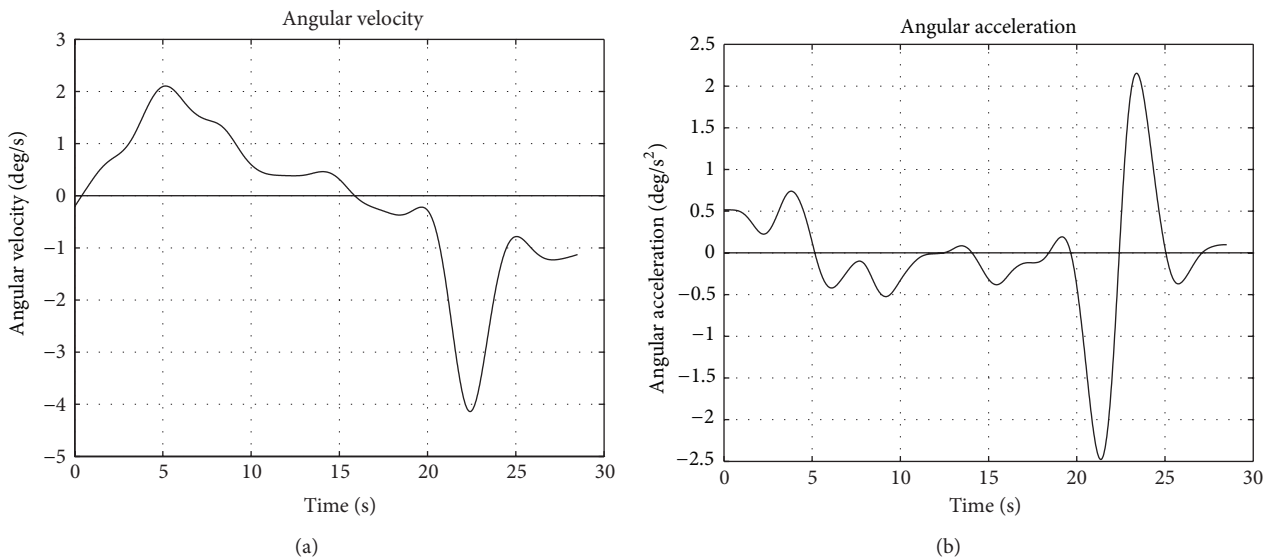 Angular velocity
3
2
1
0
−1
−2
−3
−4
−5
Angular velocity (deg/s)
0 5 10 15 20 25 30
Time (s)
(a)
Angular acceleration
2.5
2
1.5
1
0.5
0
−0.5
−1
−1.5
−2
−2.5
Angular acceleration (deg/s²)
0 5 10 15 20 25 30
Time (s)
(b)